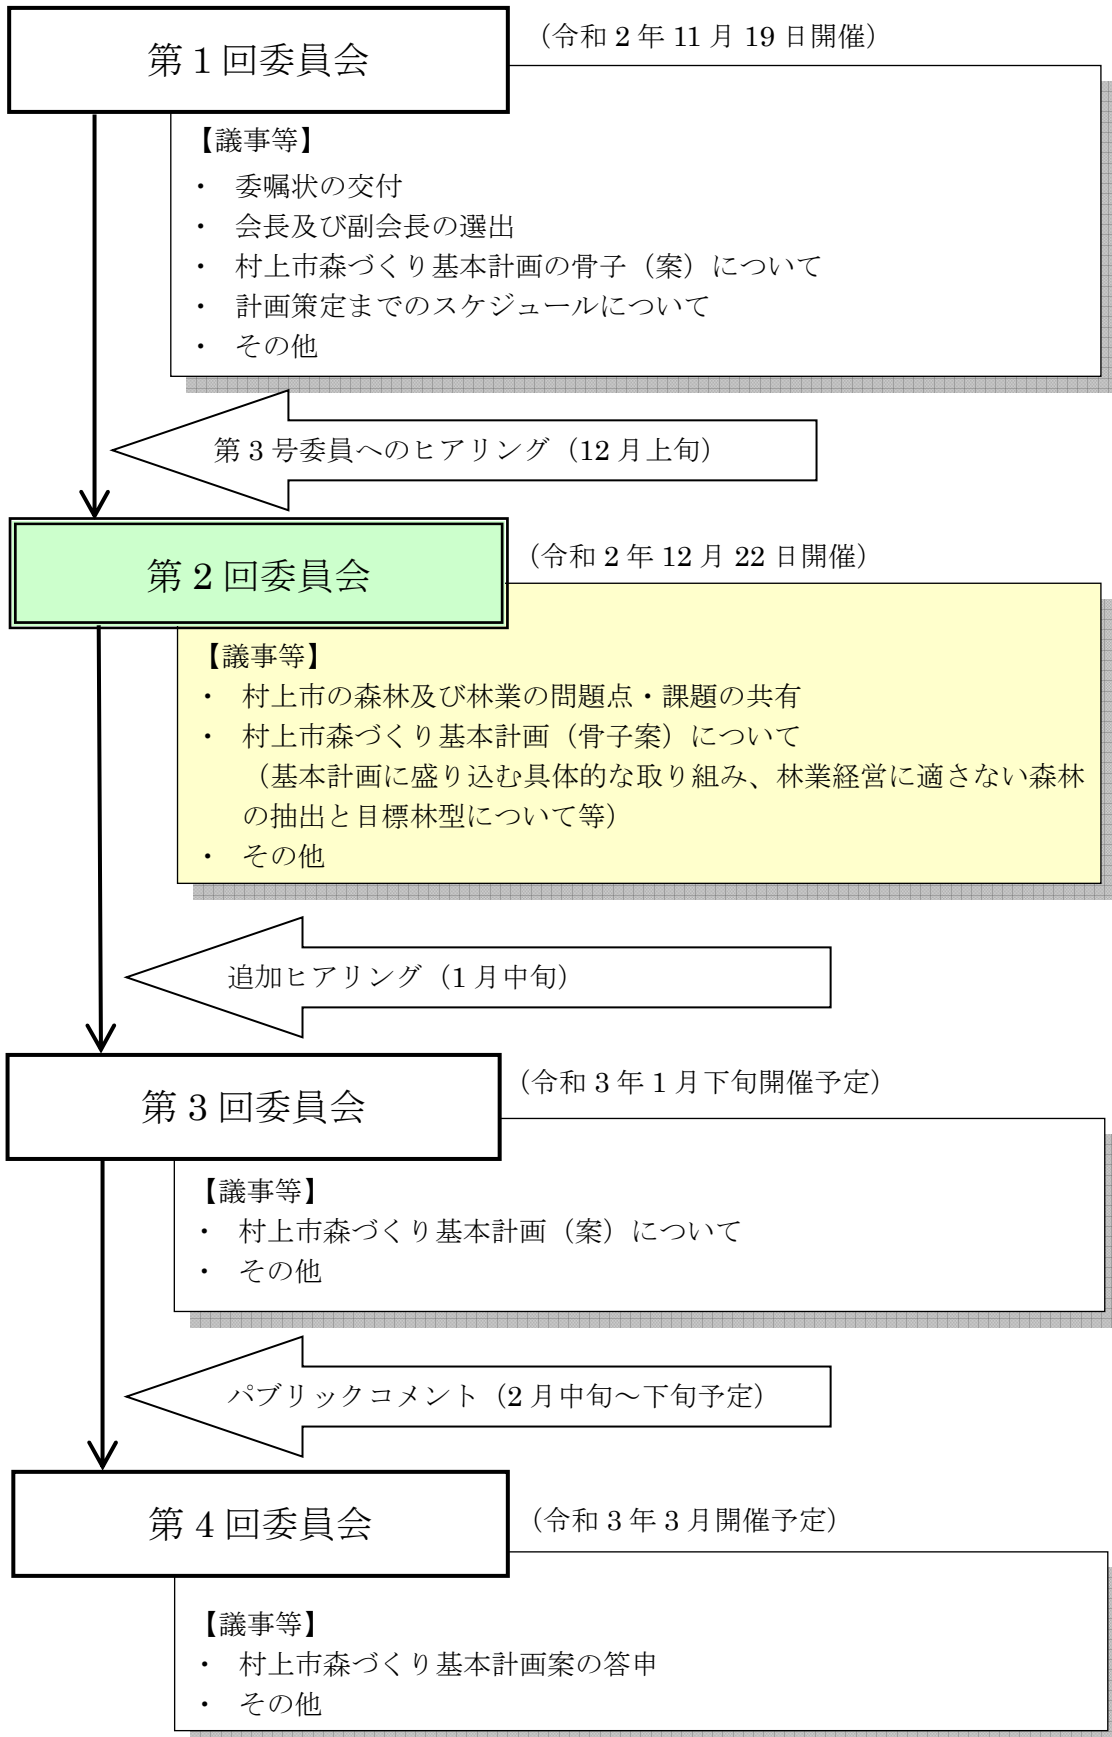 第1回委員会
（令和2年11月19日開催）
【議事等】
・ 委嘱状の交付
・ 会長及び副会長の選出
・ 村上市森づくり基本計画の骨子（案）について
・ 計画策定までのスケジュールについて
・ その他
第3号委員へのヒアリング（12月上旬）
第2回委員会
（令和2年12月22日開催）
【議事等】
・ 村上市の森林及び林業の問題点・課題の共有
・ 村上市森づくり基本計画（骨子案）について
（基本計画に盛り込む具体的な取り組み、林業経営に適さない森林
の抽出と目標林型について等）
・ その他
追加ヒアリング（1月中旬）
第3回委員会
（令和3年1月下旬開催予定）
【議事等】
・ 村上市森づくり基本計画（案）について
・ その他
パブリックコメント（2月中旬～下旬予定）
第4回委員会
（令和3年3月開催予定）
【議事等】
・ 村上市森づくり基本計画案の答申
・ その他